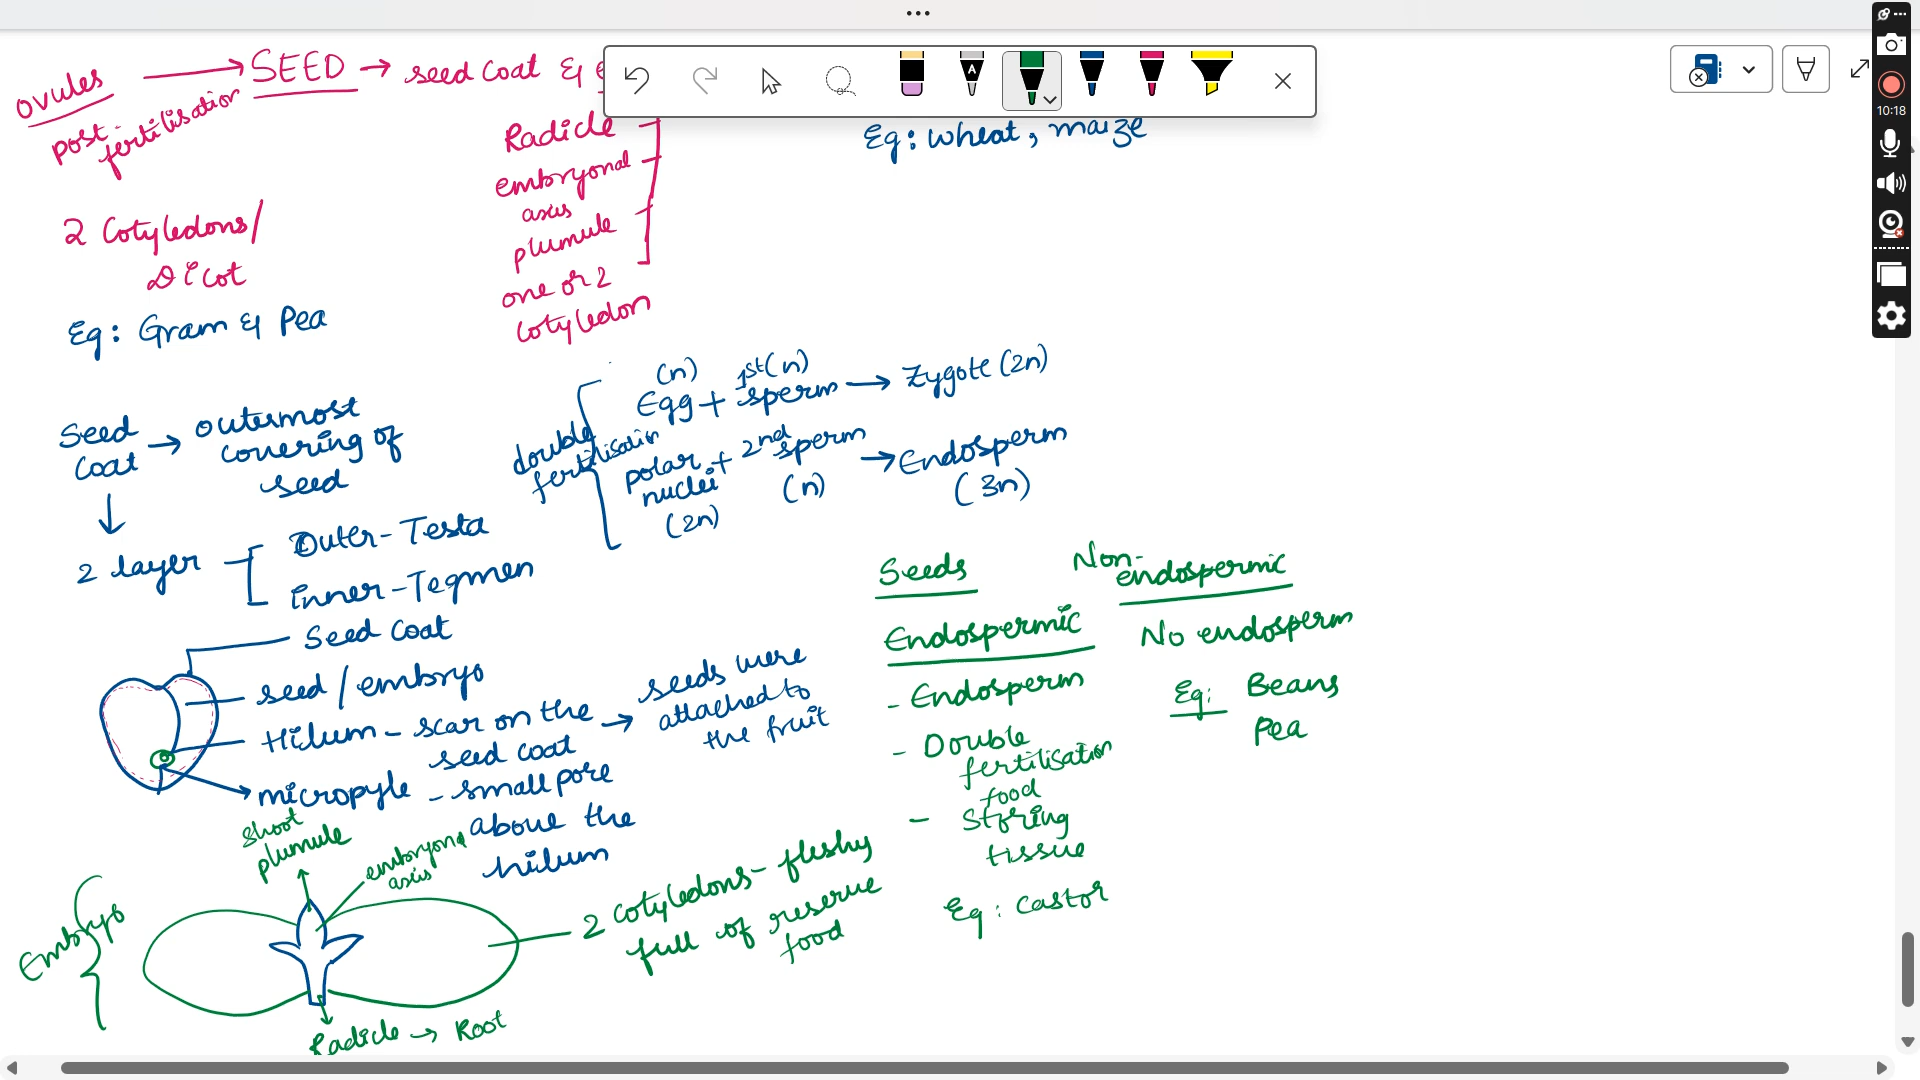 ovules → SEED → seed coat &
post-fertilisation
Radicle
embryonal
axis
plumule
one or 2
cotyledon
Eg: wheat, maize
2 Cotyledons/
Dicot
Eg: Gram & Pea
Seed coat → outermost
covering of
seed
2 layer
Outer - Testa
Inner - Tegmen
double fertilisation
(n) 1st(n)
Egg + sperm → Zygote (2n)
polar nuclei + 2nd sperm → Endosperm
(2n) (n) (3n)
Seed coat
seed / embryo
Hilum - scar on the seed coat → seeds were
attached to
the fruit
micropyle - small pore
above the
hilum
Seeds
Endospermic
- Endosperm
- Double
fertilisation
- food
storing
tissue
Eg: castor
Non-endospermic
No endosperm
Eg: Beans
Pea
Embryo
shoot
plumule
embryona
axis
2 cotyledons - fleshy
full of reserve
food
Radicle → Root
A
10:18